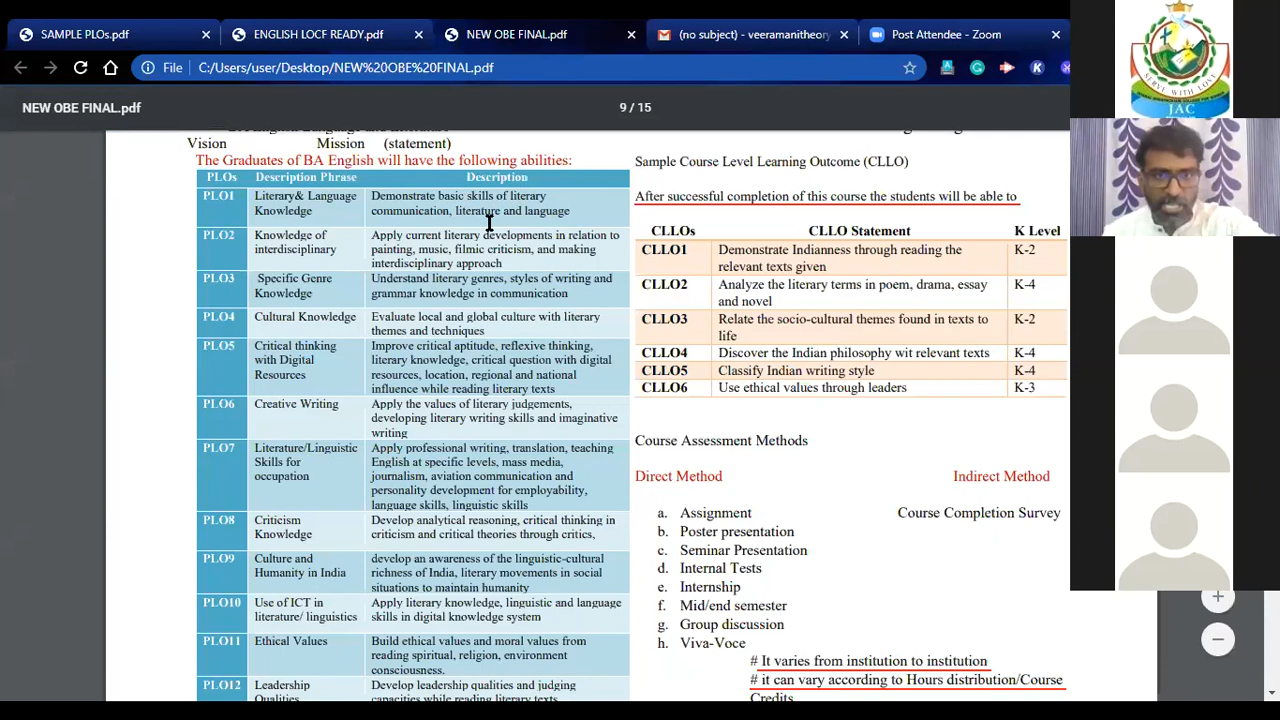 SAMPLE PLOs.pdf
ENGLISH LOCF READY.pdf
NEW OBE FINAL.pdf
(no subject) - veeramanitheory
Post Attendee - Zoom
File
C:/Users/user/Desktop/NEW%20OBE%20FINAL.pdf
NEW OBE FINAL.pdf
9 / 15
SERVE WITH LOVE
JAC
Vision Mission (statement)
The Graduates of BA English will have the following abilities:
PLOs Description Phrase Description
PLO1 Literary& Language Demonstrate basic skills of literary
Knowledge communication, literature and language
PLO2 Knowledge of Apply current literary developments in relation to
interdisciplinary painting, music, filmic criticism, and making
interdisciplinary approach
PLO3 Specific Genre Understand literary genres, styles of writing and
Knowledge grammar knowledge in communication
PLO4 Cultural Knowledge Evaluate local and global culture with literary
themes and techniques
PLO5 Critical thinking Improve critical aptitude, reflexive thinking,
with Digital literary knowledge, critical question with digital
Resources resources, location, regional and national
influence while reading literary texts
PLO6 Creative Writing Apply the values of literary judgements,
developing literary writing skills and imaginative
writing
PLO7 Literature/Linguistic Apply professional writing, translation, teaching
Skills for English at specific levels, mass media,
occupation journalism, aviation communication and
personality development for employability,
language skills, linguistic skills
PLO8 Criticism Develop analytical reasoning, critical thinking in
Knowledge criticism and critical theories through critics,
PLO9 Culture and develop an awareness of the linguistic-cultural
Humanity in India richness of India, literary movements in social
situations to maintain humanity
PLO10 Use of ICT in Apply literary knowledge, linguistic and language
literature/ linguistics skills in digital knowledge system
PLO11 Ethical Values Build ethical values and moral values from
reading spiritual, religion, environment
consciousness.
PLO12 Leadership Develop leadership qualities and judging
Qualities capacities while reading literary texts
Sample Course Level Learning Outcome (CLLO)
After successful completion of this course the students will be able to
CLLOs CLLO Statement K Level
CLLO1 Demonstrate Indianness through reading the K-2
relevant texts given
CLLO2 Analyze the literary terms in poem, drama, essay K-4
and novel
CLLO3 Relate the socio-cultural themes found in texts to K-2
life
CLLO4 Discover the Indian philosophy wit relevant texts K-4
CLLO5 Classify Indian writing style K-4
CLLO6 Use ethical values through leaders K-3
Course Assessment Methods
Direct Method Indirect Method
a. Assignment Course Completion Survey
b. Poster presentation
c. Seminar Presentation
d. Internal Tests
e. Internship
f. Mid/end semester
g. Group discussion
h. Viva-Voce
# It varies from institution to institution
# it can vary according to Hours distribution/Course
Credits